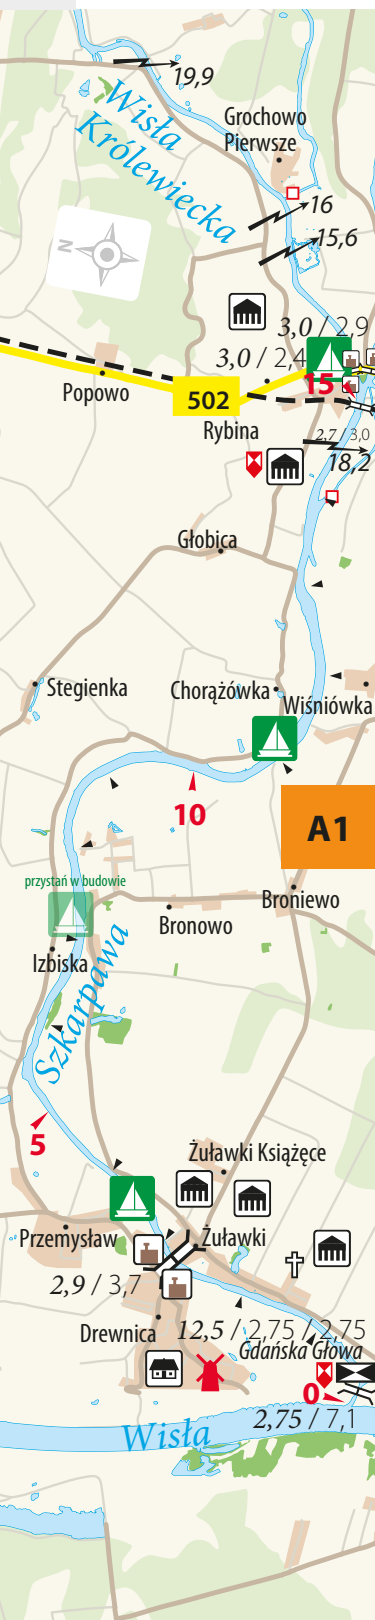 19,9
Wisła
Królewiecka
Grochowo
Pierwsze
16
15,6
N
3,0 / 2,9
3,0 / 2,4
15
Popowo
502
Rybina
2,7 / 3,0
18,2
Głobica
Stegienka
Chorążówka
Wiśniówka
10
A1
przystań w budowie
Broniewo
Bronowo
Izbiska
Szkarpawa
5
Żuławki Książęce
Przemysław
Żuławki
2,9 / 3,7
Drewnica
12,5 / 2,75 / 2,75
Gdańska Głowa
0
2,75 / 7,1
Wisła